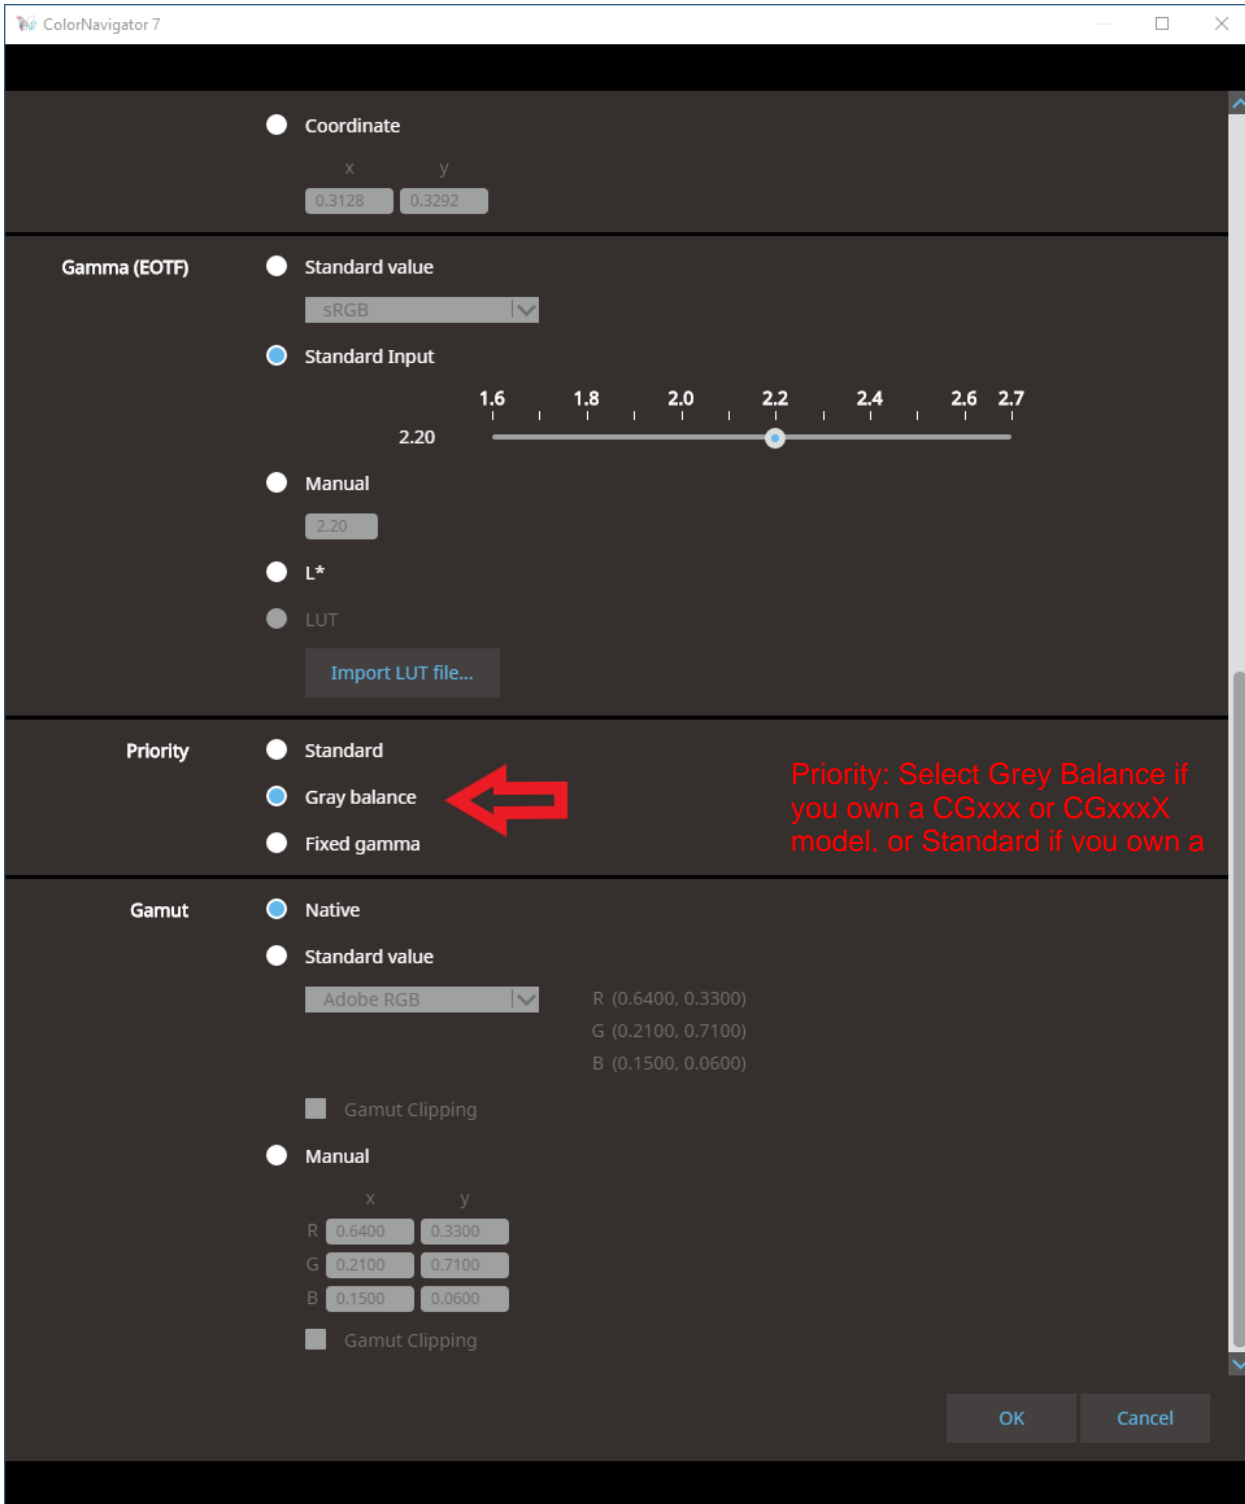 ColorNavigator 7
Coordinate
x y
0.3128 0.3292
Gamma (EOTF) Standard value
sRGB
Standard Input
1.6 1.8 2.0 2.2 2.4 2.6 2.7
2.20
Manual
2.20
L*
LUT
Import LUT file...
Priority Standard
Gray balance
Fixed gamma
Priority: Select Grey Balance if
you own a CGxxx or CGxxxX
model. or Standard if you own a
Gamut Native
Standard value
Adobe RGB R (0.6400, 0.3300)
G (0.2100, 0.7100)
B (0.1500, 0.0600)
Gamut Clipping
Manual
x y
R 0.6400 0.3300
G 0.2100 0.7100
B 0.1500 0.0600
Gamut Clipping
OK Cancel